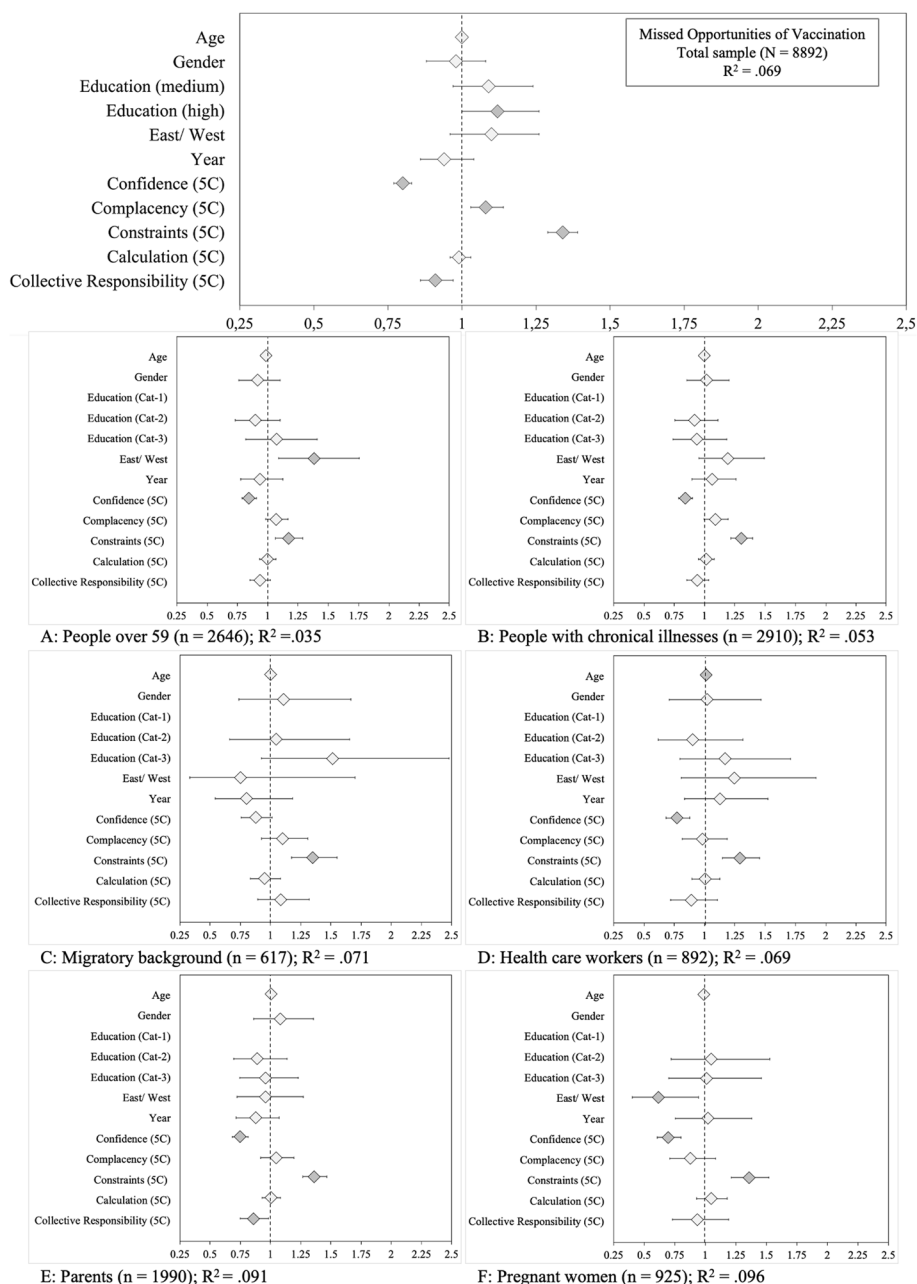 Missed Opportunities of Vaccination
Total sample (N = 8892)
R² = .069
Age
Gender
Education (medium)
Education (high)
East/ West
Year
Confidence (5C)
Complacency (5C)
Constraints (5C)
Calculation (5C)
Collective Responsibility (5C)
0,25 0,5 0,75 1 1,25 1,5 1,75 2 2,25 2,5
Age
Gender
Education (Cat-1)
Education (Cat-2)
Education (Cat-3)
East/ West
Year
Confidence (5C)
Complacency (5C)
Constraints (5C)
Calculation (5C)
Collective Responsibility (5C)
0.25 0.5 0.75 1 1.25 1.5 1.75 2 2.25 2.5
A: People over 59 (n = 2646); R² =.035
Age
Gender
Education (Cat-1)
Education (Cat-2)
Education (Cat-3)
East/ West
Year
Confidence (5C)
Complacency (5C)
Constraints (5C)
Calculation (5C)
Collective Responsibility (5C)
0.25 0.5 0.75 1 1.25 1.5 1.75 2 2.25 2.5
B: People with chronical illnesses (n = 2910); R² = .053
Age
Gender
Education (Cat-1)
Education (Cat-2)
Education (Cat-3)
East/ West
Year
Confidence (5C)
Complacency (5C)
Constraints (5C)
Calculation (5C)
Collective Responsibility (5C)
0.25 0.5 0.75 1 1.25 1.5 1.75 2 2.25 2.5
C: Migratory background (n = 617); R² = .071
Age
Gender
Education (Cat-1)
Education (Cat-2)
Education (Cat-3)
East/ West
Year
Confidence (5C)
Complacency (5C)
Constraints (5C)
Calculation (5C)
Collective Responsibility (5C)
0.25 0.5 0.75 1 1.25 1.5 1.75 2 2.25 2.5
D: Health care workers (n = 892); R² = .069
Age
Gender
Education (Cat-1)
Education (Cat-2)
Education (Cat-3)
East/ West
Year
Confidence (5C)
Complacency (5C)
Constraints (5C)
Calculation (5C)
Collective Responsibility (5C)
0.25 0.5 0.75 1 1.25 1.5 1.75 2 2.25 2.5
E: Parents (n = 1990); R² = .091
Age
Gender
Education (Cat-1)
Education (Cat-2)
Education (Cat-3)
East/ West
Year
Confidence (5C)
Complacency (5C)
Constraints (5C)
Calculation (5C)
Collective Responsibility (5C)
0.25 0.5 0.75 1 1.25 1.5 1.75 2 2.25 2.5
F: Pregnant women (n = 925); R² = .096